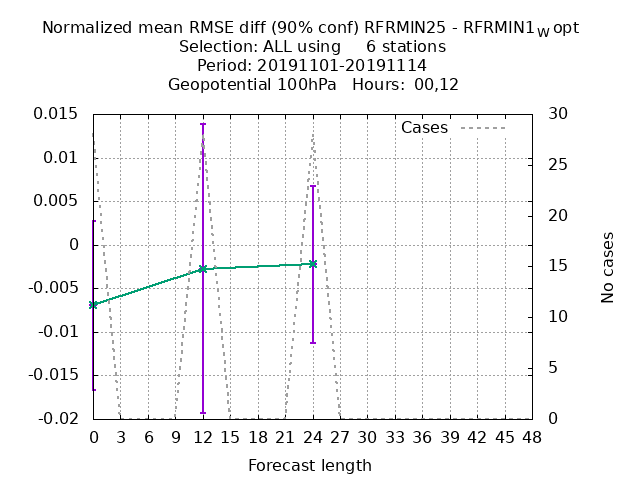 Normalized mean RMSE diff (90% conf) RFRMIN25 - RFRMIN1w opt
Selection: ALL using 6 stations
Period: 20191101-20191114
Geopotential 100hPa Hours: 00,12
Cases
0.015
0.01
0.005
0
-0.005
-0.01
-0.015
-0.02
30
25
20
15
10
5
0
No cases
0 3 6 9 12 15 18 21 24 27 30 33 36 39 42 45 48
Forecast length